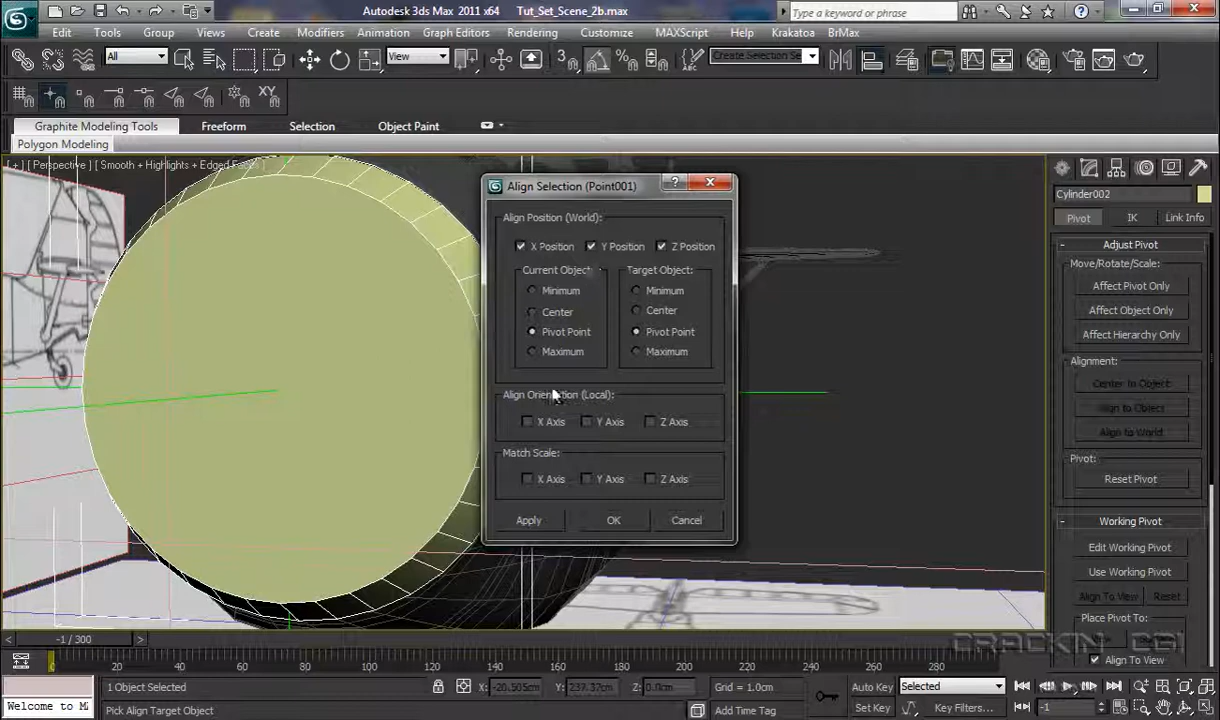 Autodesk 3ds Max 2011 x64 Tut_Set_Scene_2b.max
Type a keyword or phrase
Edit Tools Group Views Create Modifiers Animation Graph Editors Rendering Customize MAXScript Help Krakatoa BrMax
All View Create Selection Se
XY
Graphite Modeling Tools Freeform Selection Object Paint
Polygon Modeling
[ + ] [ Perspective ] [ Smooth + Highlights + Edged Faces ]
Align Selection (Point001)
Align Position (World):
X Position Y Position Z Position
Current Object: Target Object:
Minimum Minimum
Center Center
Pivot Point Pivot Point
Maximum Maximum
Align Orientation (Local):
X Axis Y Axis Z Axis
Match Scale:
X Axis Y Axis Z Axis
Apply OK Cancel
Cylinder002
Pivot IK Link Info
- Adjust Pivot
Move/Rotate/Scale:
Affect Pivot Only
Affect Object Only
Affect Hierarchy Only
Alignment:
Center to Object
Align to Object
Align to World
Pivot:
Reset Pivot
- Working Pivot
Edit Working Pivot
Use Working Pivot
Align To View Reset
Place Pivot To:
Align To View
CRACKIN CGI
< -1 / 300 >
0 20 40 60 80 100 120 140 160 180 200 220 240 260 280
1 Object Selected X: -20.505cm Y: 237.37cm Z: 0.0cm Grid = 1.0cm Auto Key Selected
Welcome to M Pick Align Target Object Add Time Tag Set Key Key Filters... -1